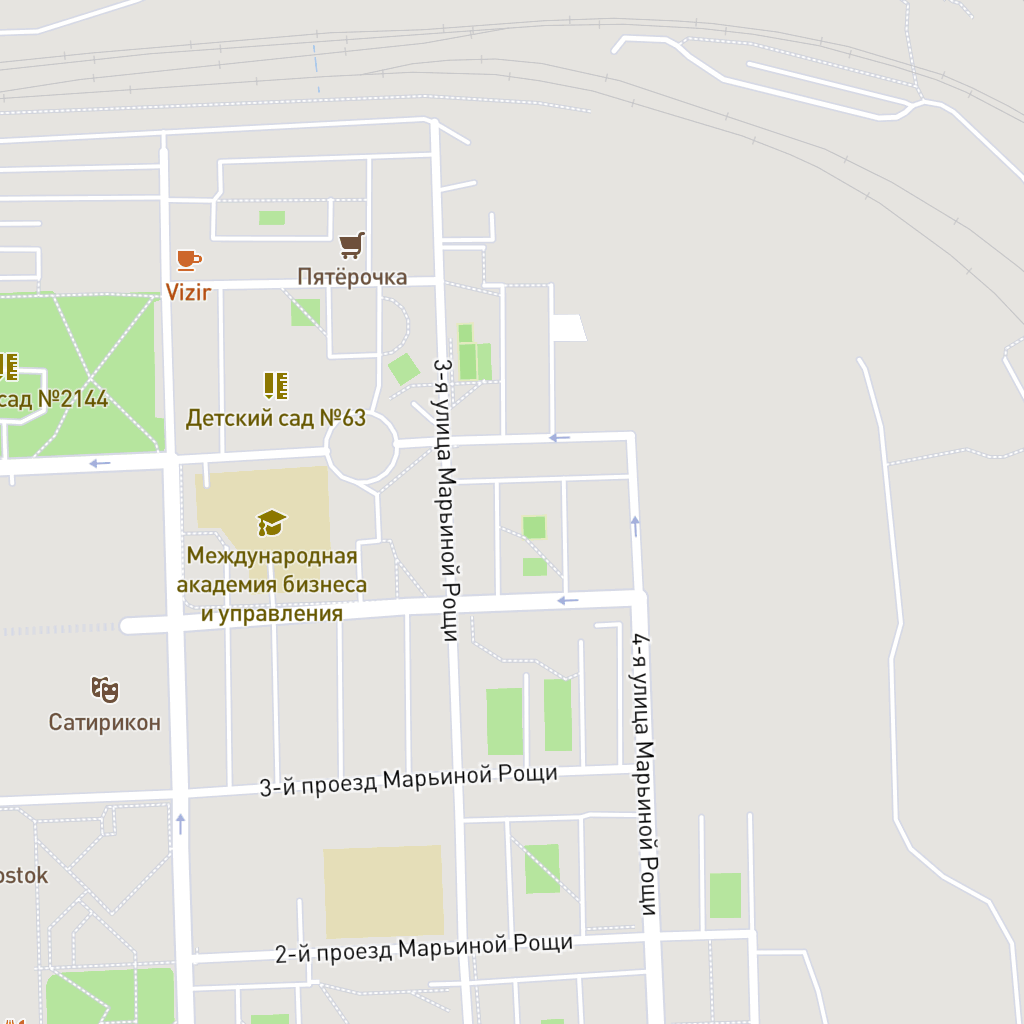 Пятёрочка
Vizir
3-я улица Марьиной Рощи
сад №2144
Детский сад №63
Международная
академия бизнеса
и управления
4-я улица Марьиной Рощи
Сатирикон
3-й проезд Марьиной Рощи
ostok
2-й проезд Марьиной Рощи